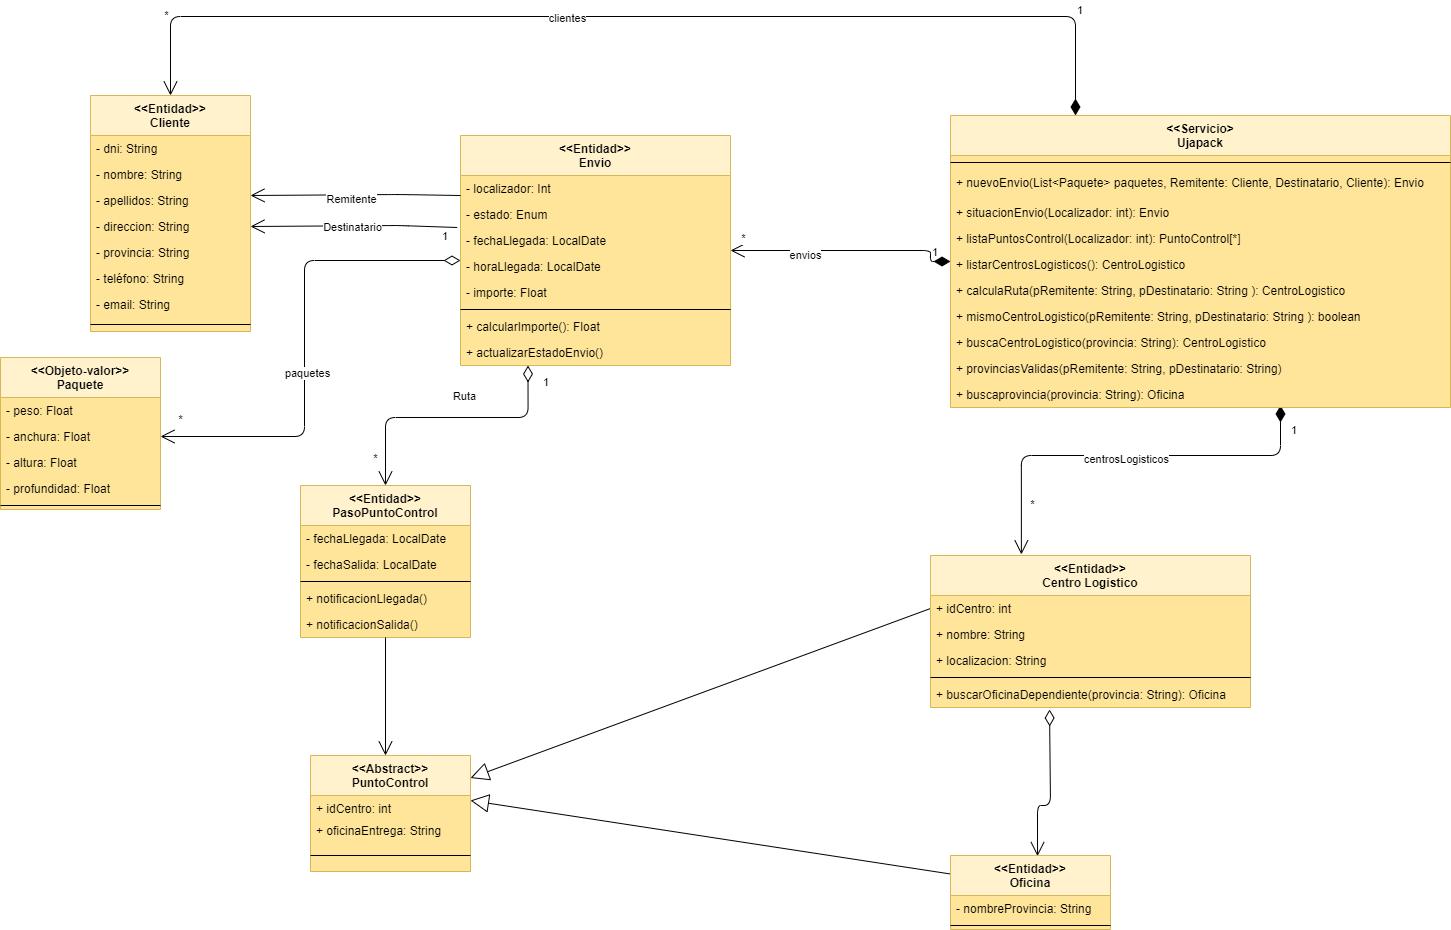 *
clientes
1
<<Entidad>>
Cliente
- dni: String
- nombre: String
- apellidos: String
- direccion: String
- provincia: String
- teléfono: String
- email: String
Remitente
Destinatario
1
<<Entidad>>
Envio
- localizador: Int
- estado: Enum
- fechaLlegada: LocalDate
- horaLlegada: LocalDate
- importe: Float
+ calcularImporte(): Float
+ actualizarEstadoEnvio()
*
envios
1
<<Servicio>
Ujapack
+ nuevoEnvio(List<Paquete> paquetes, Remitente: Cliente, Destinatario, Cliente): Envio
+ situacionEnvio(Localizador: int): Envio
+ listaPuntosControl(Localizador: int): PuntoControl[*]
+ listarCentrosLogisticos(): CentroLogistico
+ calculaRuta(pRemitente: String, pDestinatario: String ): CentroLogistico
+ mismoCentroLogistico(pRemitente: String, pDestinatario: String ): boolean
+ buscaCentroLogistico(provincia: String): CentroLogistico
+ provinciasValidas(pRemitente: String, pDestinatario: String)
+ buscaprovincia(provincia: String): Oficina
<<Objeto-valor>>
Paquete
- peso: Float
- anchura: Float
- altura: Float
- profundidad: Float
paquetes
*
1
Ruta
*
1
centrosLogisticos
*
<<Entidad>>
PasoPuntoControl
- fechaLlegada: LocalDate
- fechaSalida: LocalDate
+ notificacionLlegada()
+ notificacionSalida()
<<Entidad>>
Centro Logistico
+ idCentro: int
+ nombre: String
+ localizacion: String
+ buscarOficinaDependiente(provincia: String): Oficina
<<Abstract>>
PuntoControl
+ idCentro: int
+ oficinaEntrega: String
<<Entidad>>
Oficina
- nombreProvincia: String